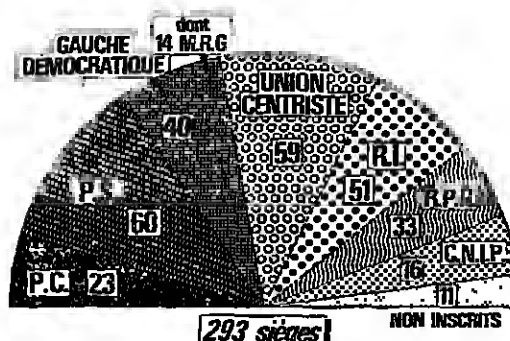 GAUCHE
DEMOCRATIQUE
dont
14 M.R.G
UNION
CENTRISTE
40
59
R.I.
51
P.S.
60
R.P.R.
33
C.N.I.P.
16
P.C. 23
11
NON INSCRITS
293 sièges